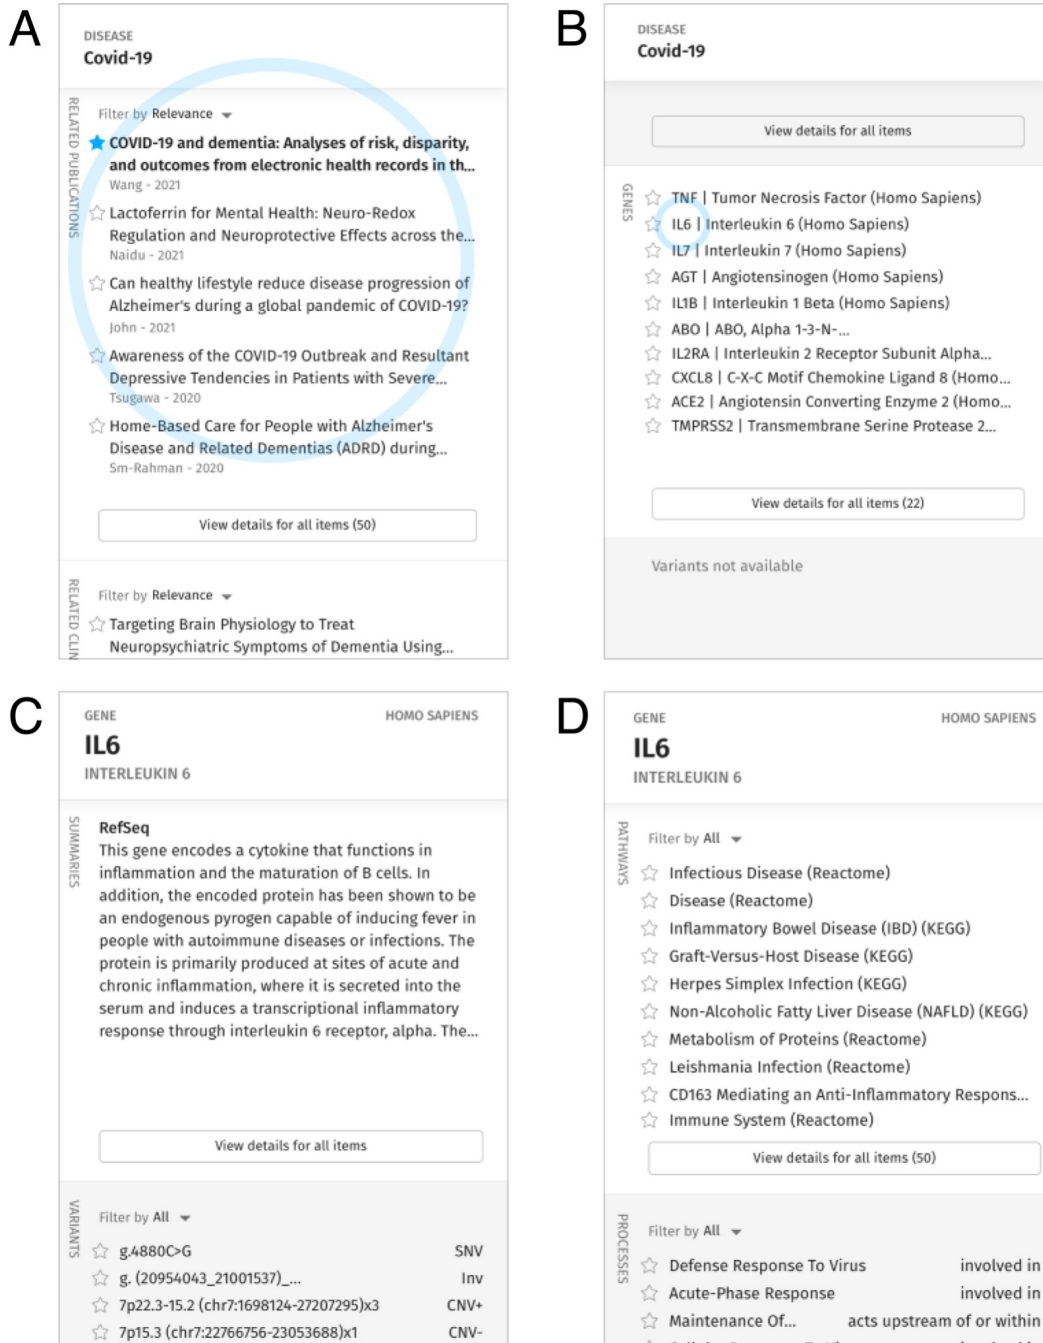 A
DISEASE
Covid-19
RELATED PUBLICATIONS
Filter by Relevance
COVID-19 and dementia: Analyses of risk, disparity,
and outcomes from electronic health records in th...
Wang - 2021
Lactoferrin for Mental Health: Neuro-Redox
Regulation and Neuroprotective Effects across the...
Naidu - 2021
Can healthy lifestyle reduce disease progression of
Alzheimer's during a global pandemic of COVID-19?
John - 2021
Awareness of the COVID-19 Outbreak and Resultant
Depressive Tendencies in Patients with Severe...
Tsugawa - 2020
Home-Based Care for People with Alzheimer's
Disease and Related Dementias (ADRD) during...
Sm-Rahman - 2020
View details for all items (50)
RELATED CLIN
Filter by Relevance
Targeting Brain Physiology to Treat
Neuropsychiatric Symptoms of Dementia Using...
B
DISEASE
Covid-19
View details for all items
GENES
TNF | Tumor Necrosis Factor (Homo Sapiens)
IL6 | Interleukin 6 (Homo Sapiens)
IL7 | Interleukin 7 (Homo Sapiens)
AGT | Angiotensinogen (Homo Sapiens)
IL1B | Interleukin 1 Beta (Homo Sapiens)
ABO | ABO, Alpha 1-3-N-...
IL2RA | Interleukin 2 Receptor Subunit Alpha...
CXCL8 | C-X-C Motif Chemokine Ligand 8 (Homo...
ACE2 | Angiotensin Converting Enzyme 2 (Homo...
TMPRSS2 | Transmembrane Serine Protease 2...
View details for all items (22)
Variants not available
C
GENE
HOMO SAPIENS
IL6
INTERLEUKIN 6
SUMMARIES
RefSeq
This gene encodes a cytokine that functions in
inflammation and the maturation of B cells. In
addition, the encoded protein has been shown to be
an endogenous pyrogen capable of inducing fever in
people with autoimmune diseases or infections. The
protein is primarily produced at sites of acute and
chronic inflammation, where it is secreted into the
serum and induces a transcriptional inflammatory
response through interleukin 6 receptor, alpha. The...
View details for all items
VARIANTS
Filter by All
g.4880C>G SNV
g. (20954043_21001537)_... Inv
7p22.3-15.2 (chr7:1698124-27207295)x3 CNV+
7p15.3 (chr7:22766756-23053688)x1 CNV-
D
GENE
HOMO SAPIENS
IL6
INTERLEUKIN 6
PATHWAYS
Filter by All
Infectious Disease (Reactome)
Disease (Reactome)
Inflammatory Bowel Disease (IBD) (KEGG)
Graft-Versus-Host Disease (KEGG)
Herpes Simplex Infection (KEGG)
Non-Alcoholic Fatty Liver Disease (NAFLD) (KEGG)
Metabolism of Proteins (Reactome)
Leishmania Infection (Reactome)
CD163 Mediating an Anti-Inflammatory Respons...
Immune System (Reactome)
View details for all items (50)
PROCESSES
Filter by All
Defense Response To Virus involved in
Acute-Phase Response involved in
Maintenance Of... acts upstream of or within